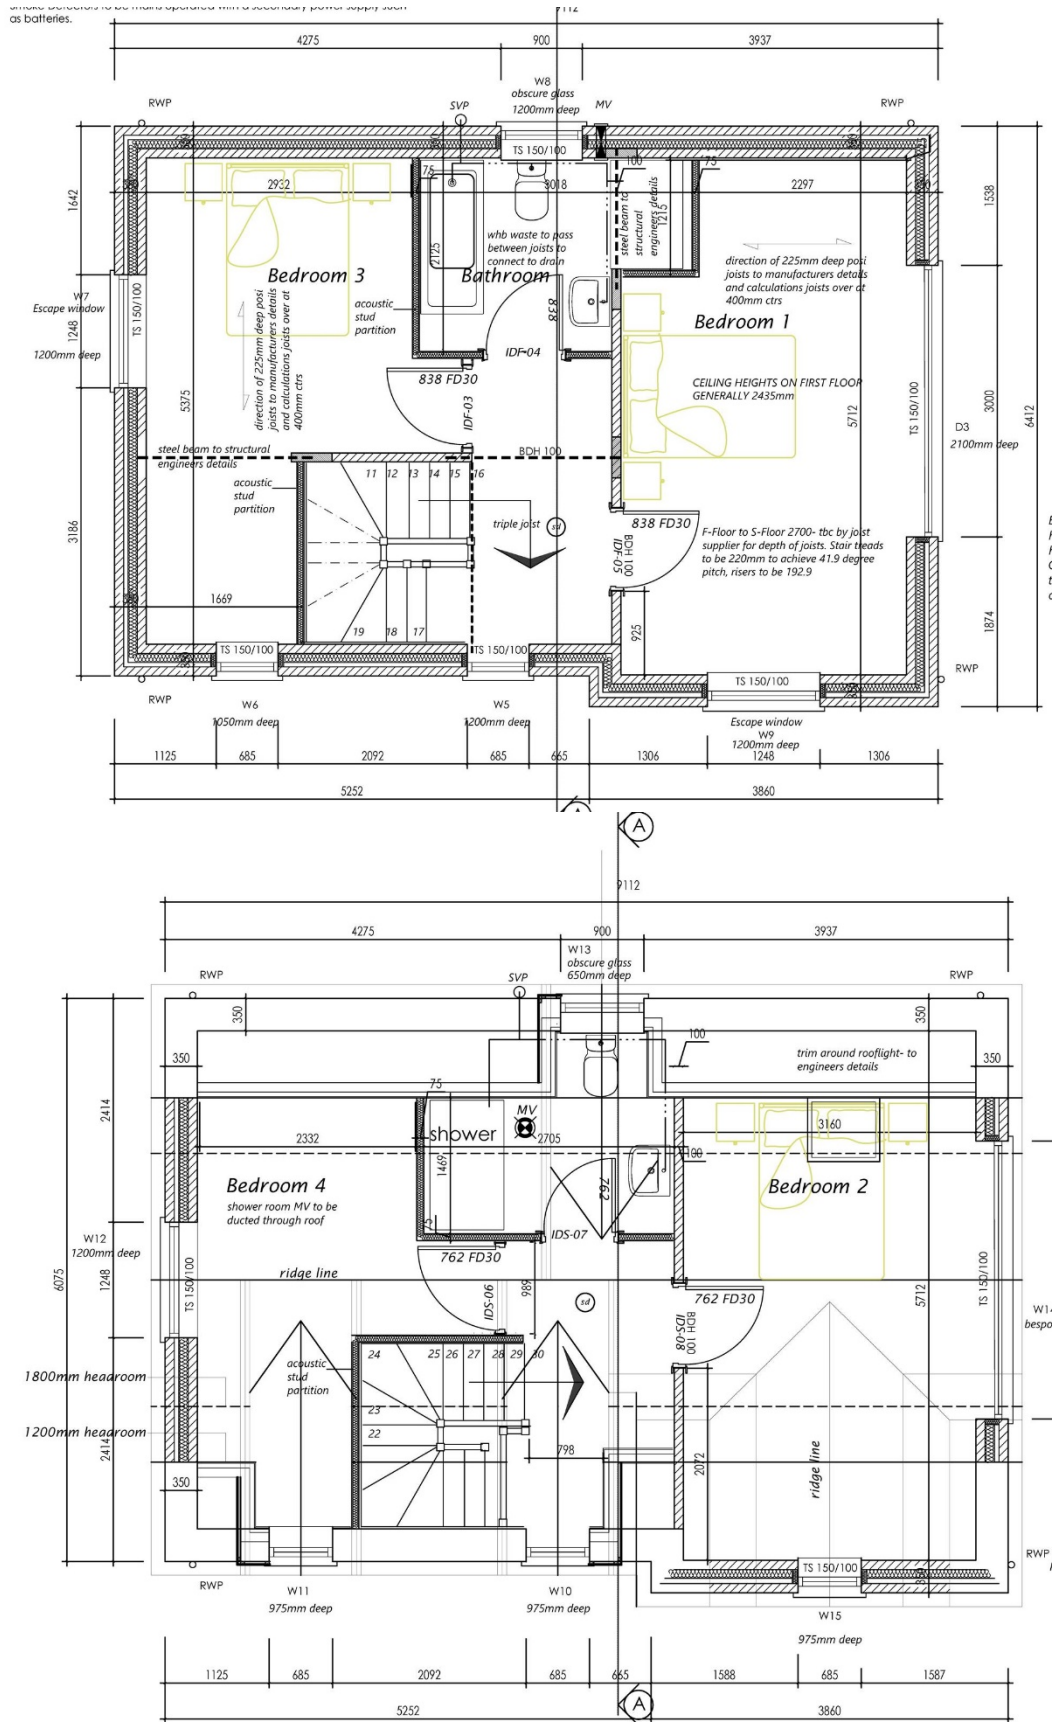 as batteries.
9112
4275
900
3937
W8
obscure glass
1200mm deep
SVP
MV
RWP
RWP
TS 150/100
350
350
350
2932
75
3018
100
75
2297
1642
1538
steel beam to
structural
engineers details
1215
whb waste to pass
between joists to
connect to drain
2125
direction of 225mm deep posi
joists to manufacturers details
and calculations joists over at
400mm ctrs
Bedroom 3
Bathroom
W7
Escape window
1248
1200mm deep
TS 150/100
acoustic
stud
partition
direction of 225mm deep posi
joists to manufacturers details
and calculations joists over at
400mm ctrs
838
Bedroom 1
IDF-04
838 FD30
CEILING HEIGHTS ON FIRST FLOOR
GENERALLY 2435mm
5375
IDF-03
5712
TS 150/100
3000
6412
D3
2100mm deep
steel beam to structural
engineers details
BDH 100
11
12
13
14
15
16
acoustic
stud
partition
triple joist
sd
838 FD30
3186
F-Floor to S-Floor 2700- tbc by joist
supplier for depth of joists. Stair treads
to be 220mm to achieve 41.9 degree
pitch, risers to be 192.9
BDH 100
IDF-05
1669
925
1874
19
18
17
TS 150/100
TS 150/100
TS 150/100
350
350
RWP
RWP
W6
1050mm deep
W5
1200mm deep
Escape window
W9
1200mm deep
1125
685
2092
685
665
1306
1248
1306
5252
3860
A
9112
4275
900
3937
W13
obscure glass
650mm deep
RWP
SVP
RWP
350
350
350
100
trim around rooflight- to
engineers details
350
75
MV
shower
2414
2332
2705
3160
1469
100
762
Bedroom 4
Bedroom 2
shower room MV to be
ducted through roof
75
IDS-07
W12
1200mm deep
762 FD30
ridge line
989
6075
1248
TS 150/100
IDS-06
sd
762 FD30
BDH 100
IDS-08
5712
TS 150/100
W14
24
25
26
27
28
29
30
acoustic
stud
partition
1800mm headroom
23
22
1200mm headroom
2414
798
2072
ridge line
350
TS 150/100
350
RWP
RWP
W11
975mm deep
W10
975mm deep
W15
975mm deep
1125
685
2092
685
665
1588
685
1587
5252
A
3860